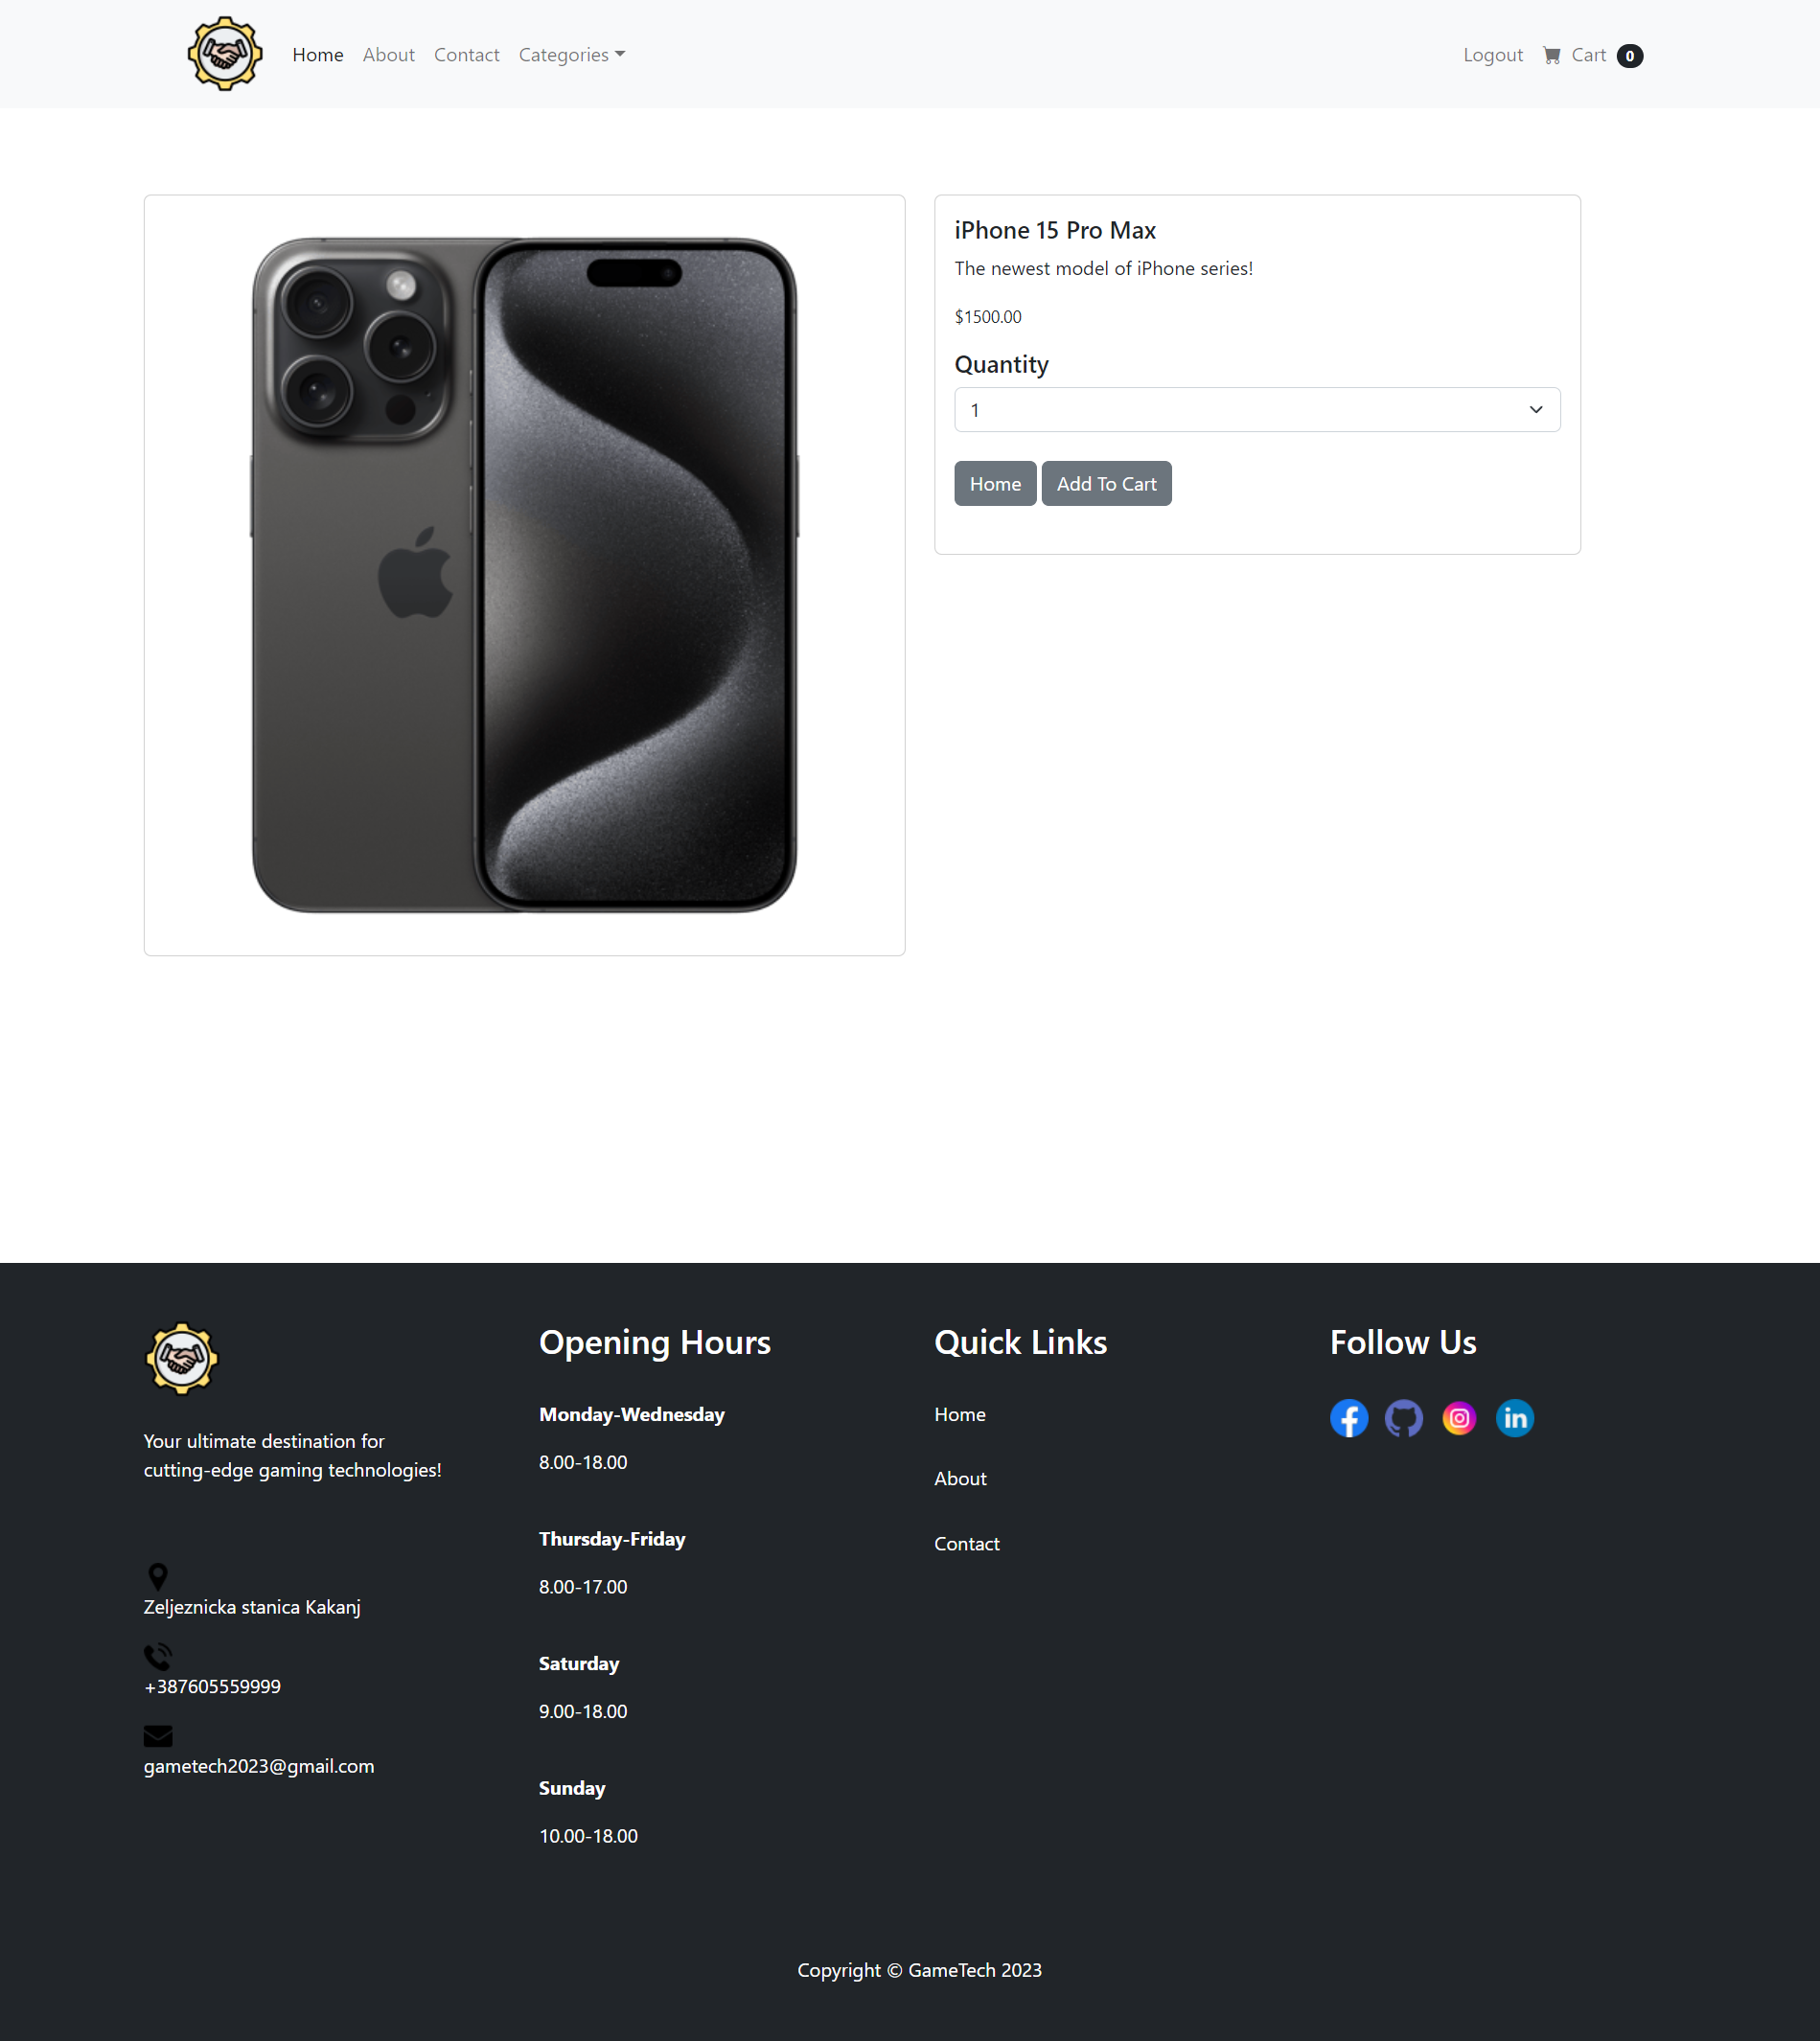 Home About Contact Categories Logout Cart 0
iPhone 15 Pro Max
The newest model of iPhone series!
$1500.00
Quantity
1
Home Add To Cart
Your ultimate destination for
cutting-edge gaming technologies!
Zeljeznicka stanica Kakanj
+387605559999
gametech2023@gmail.com
Opening Hours
Monday-Wednesday
8.00-18.00
Thursday-Friday
8.00-17.00
Saturday
9.00-18.00
Sunday
10.00-18.00
Quick Links
Home
About
Contact
Follow Us
Copyright © GameTech 2023